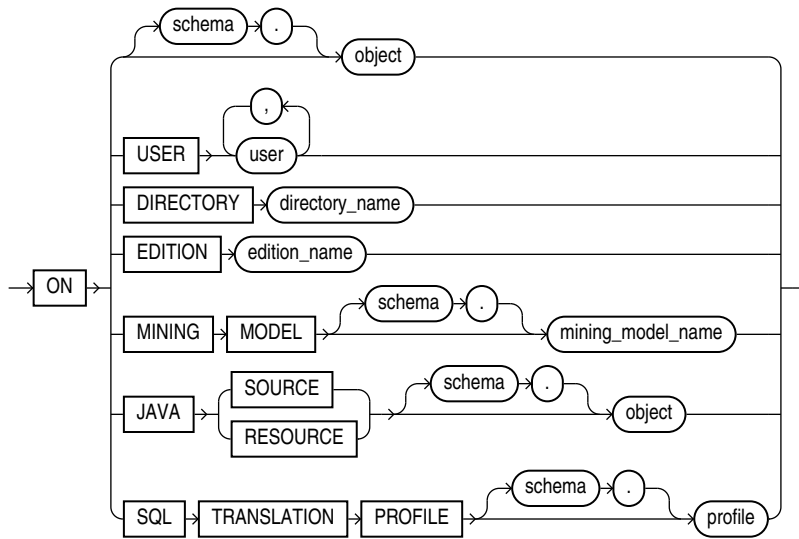 schema .
object
,
USER user
DIRECTORY directory_name
EDITION edition_name
ON
schema .
MINING MODEL mining_model_name
SOURCE schema .
JAVA object
RESOURCE
schema .
SQL TRANSLATION PROFILE profile